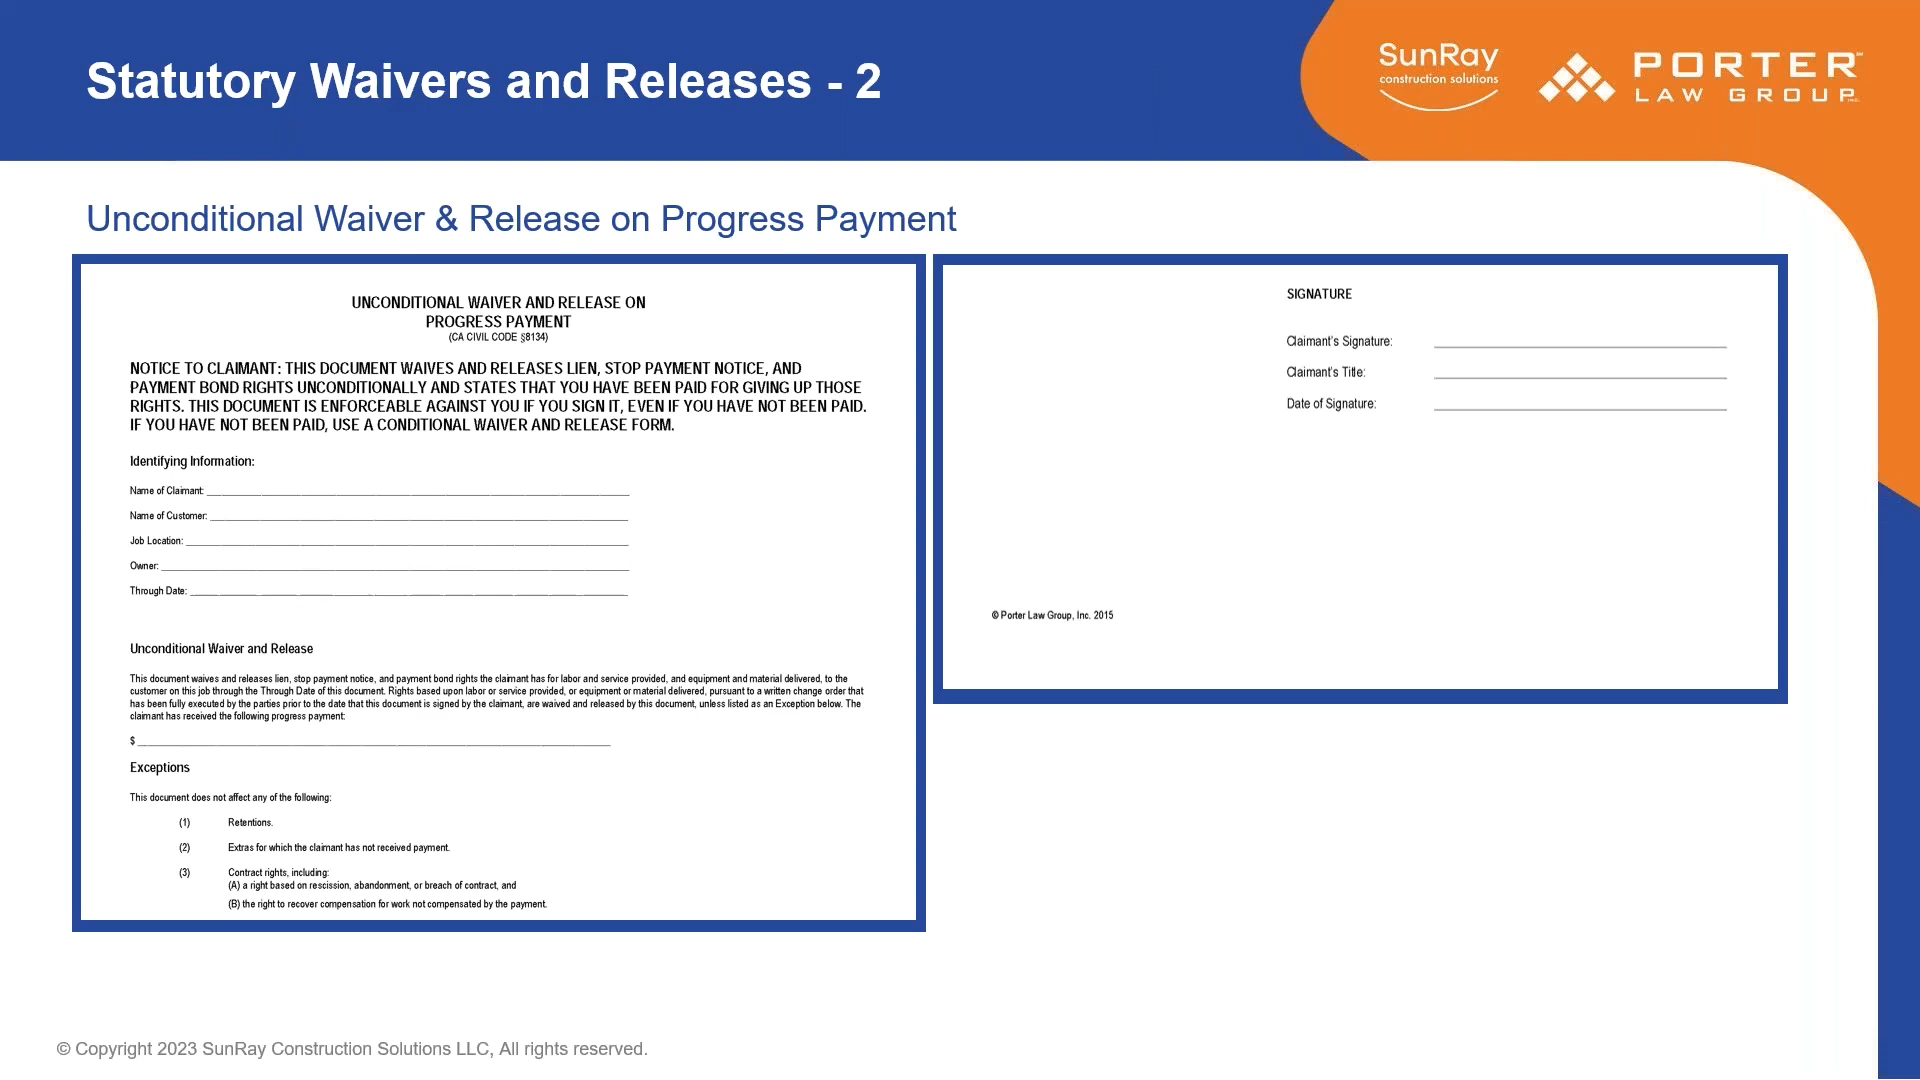 Statutory Waivers and Releases - 2
SunRay
construction solutions
PORTER
LAW GROUP
Unconditional Waiver & Release on Progress Payment
UNCONDITIONAL WAIVER AND RELEASE ON
PROGRESS PAYMENT
(CA CIVIL CODE §8134)
NOTICE TO CLAIMANT: THIS DOCUMENT WAIVES AND RELEASES LIEN, STOP PAYMENT NOTICE, AND
PAYMENT BOND RIGHTS UNCONDITIONALLY AND STATES THAT YOU HAVE BEEN PAID FOR GIVING UP THOSE
RIGHTS. THIS DOCUMENT IS ENFORCEABLE AGAINST YOU IF YOU SIGN IT, EVEN IF YOU HAVE NOT BEEN PAID.
IF YOU HAVE NOT BEEN PAID, USE A CONDITIONAL WAIVER AND RELEASE FORM.
Identifying Information:
Name of Claimant:
Name of Customer:
Job Location:
Owner:
Through Date:
Unconditional Waiver and Release
This document waives and releases lien, stop payment notice, and payment bond rights the claimant has for labor and service provided, and equipment and material delivered, to the
customer on this job through the Through Date of this document. Rights based upon labor or service provided, or equipment or material delivered, pursuant to a written change order that
has been fully executed by the parties prior to the date that this document is signed by the claimant, are waived and released by this document, unless listed as an Exception below. The
claimant has received the following progress payment:
$
Exceptions
This document does not affect any of the following:
(1) Retentions.
(2) Extras for which the claimant has not received payment.
(3) Contract rights, including:
(A) a right based on rescission, abandonment, or breach of contract, and
(B) the right to recover compensation for work not compensated by the payment.
SIGNATURE
Claimant's Signature:
Claimant's Title:
Date of Signature:
© Porter Law Group, Inc. 2015
© Copyright 2023 SunRay Construction Solutions LLC, All rights reserved.